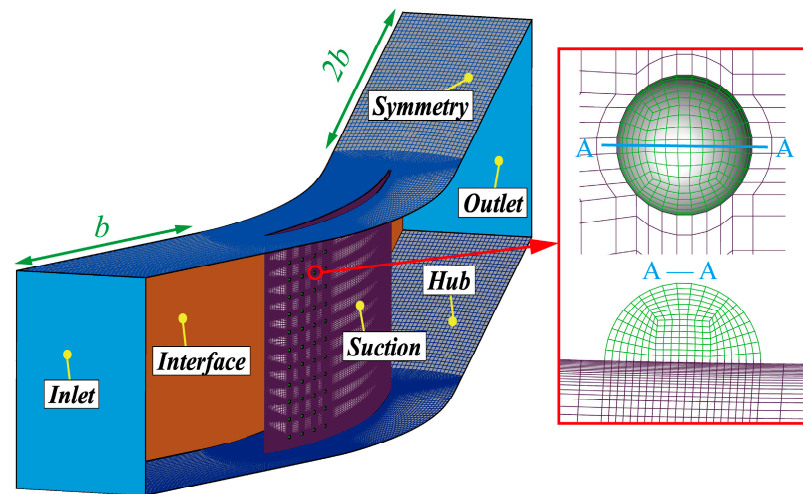 2b
Symmetry
b
Outlet
Hub
Interface
Suction
Inlet
A A
A — A